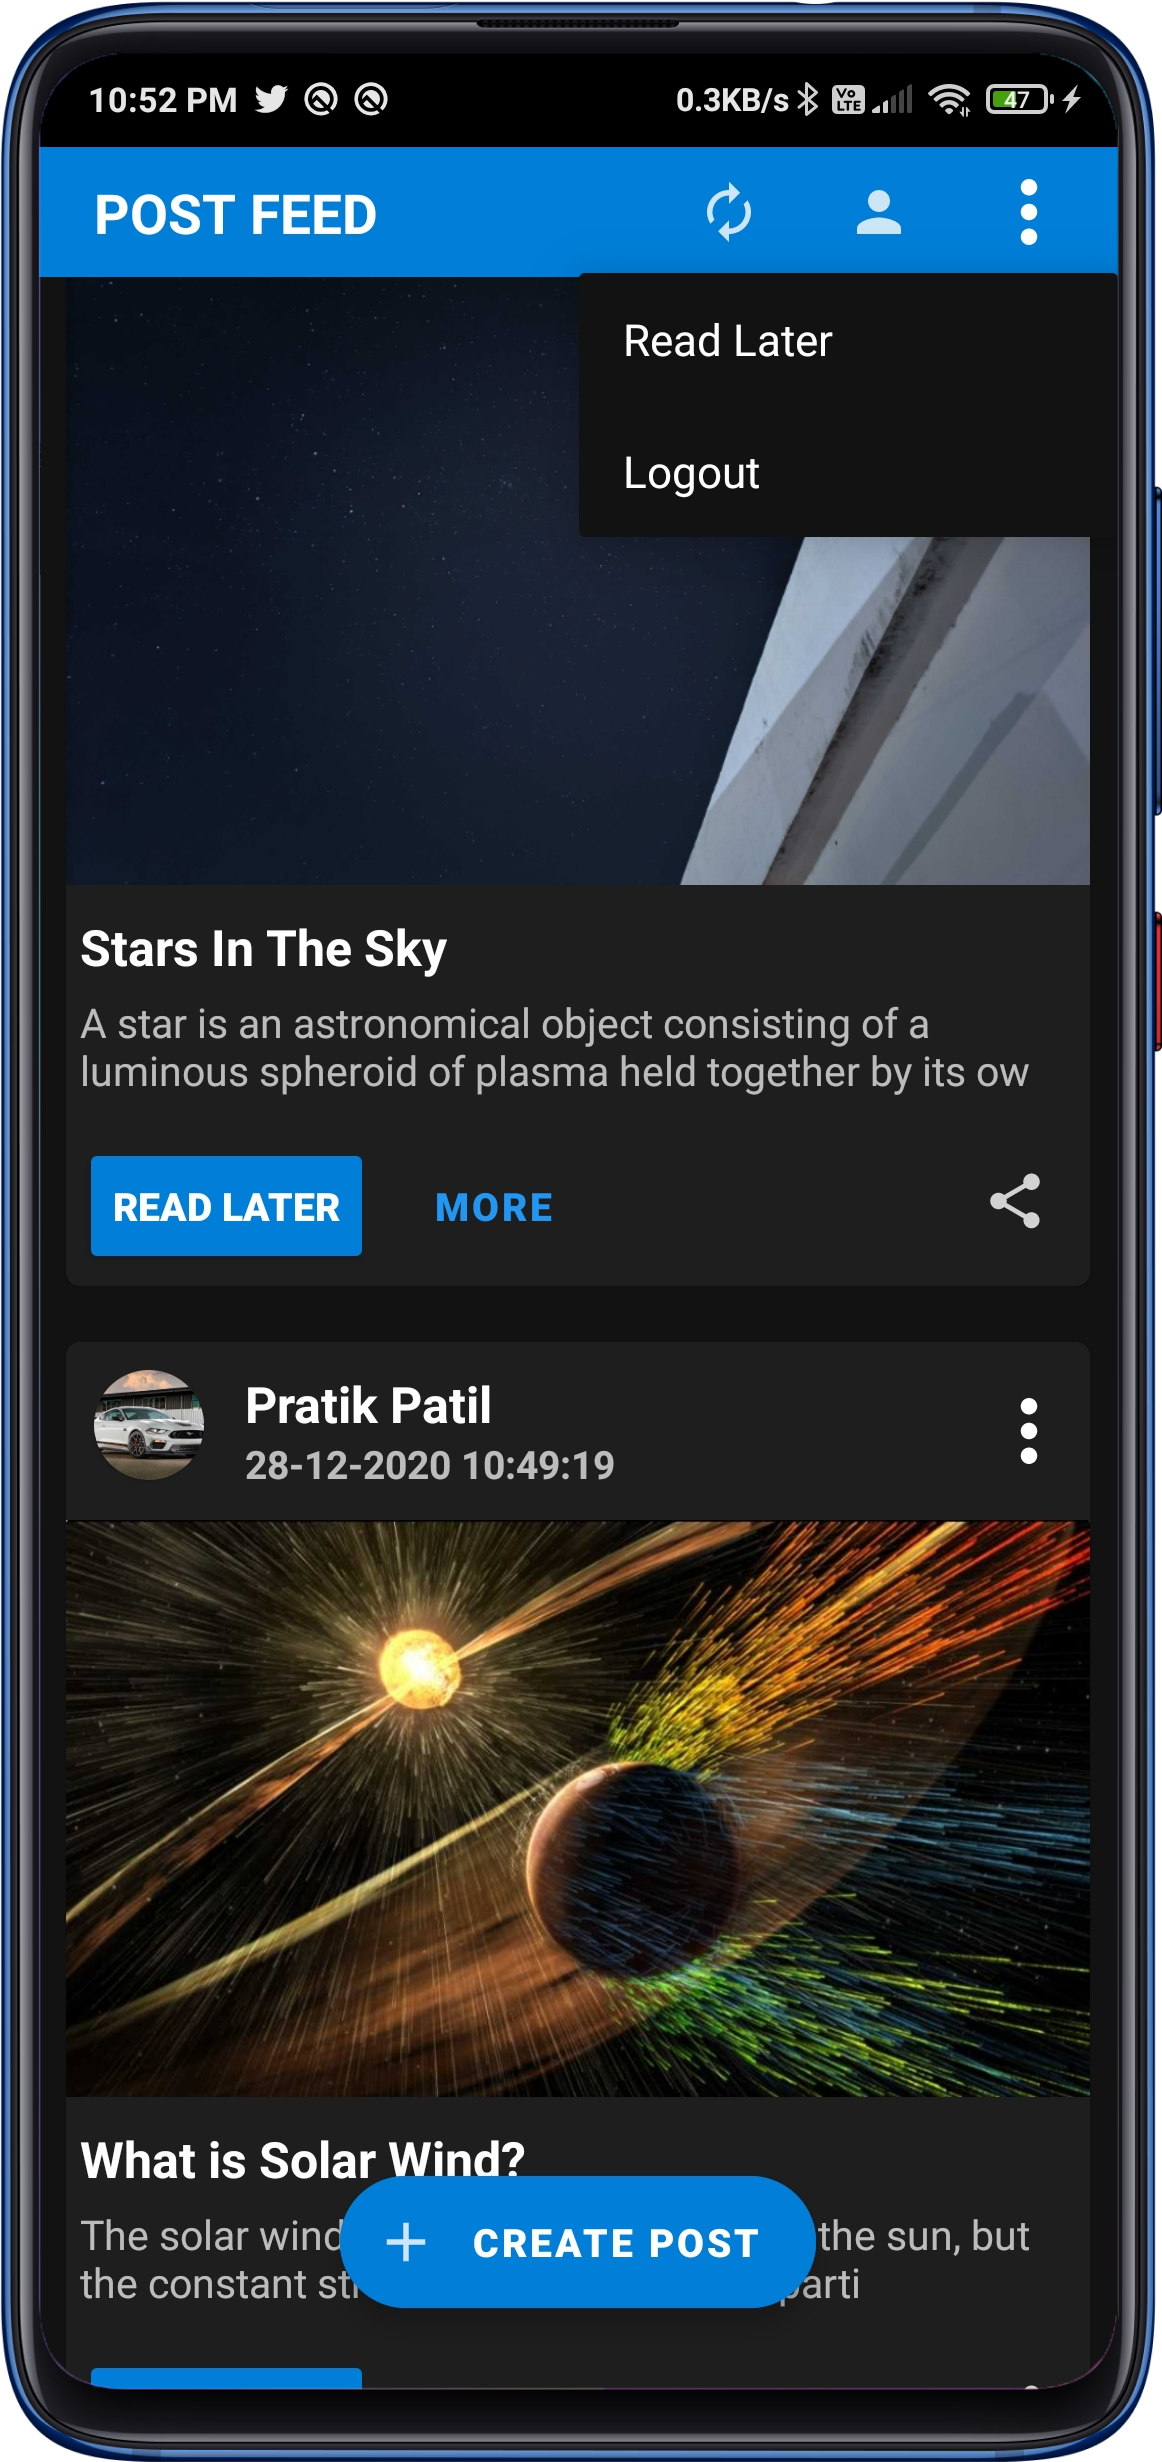 10:52 PM 0.3KB/s Vo LTE 47
POST FEED
Read Later
Logout
Stars In The Sky
A star is an astronomical object consisting of a
luminous spheroid of plasma held together by its ow
READ LATER MORE
Pratik Patil
28-12-2020 10:49:19
What is Solar Wind?
The solar wind the sun, but
the constant parti
+ CREATE POST